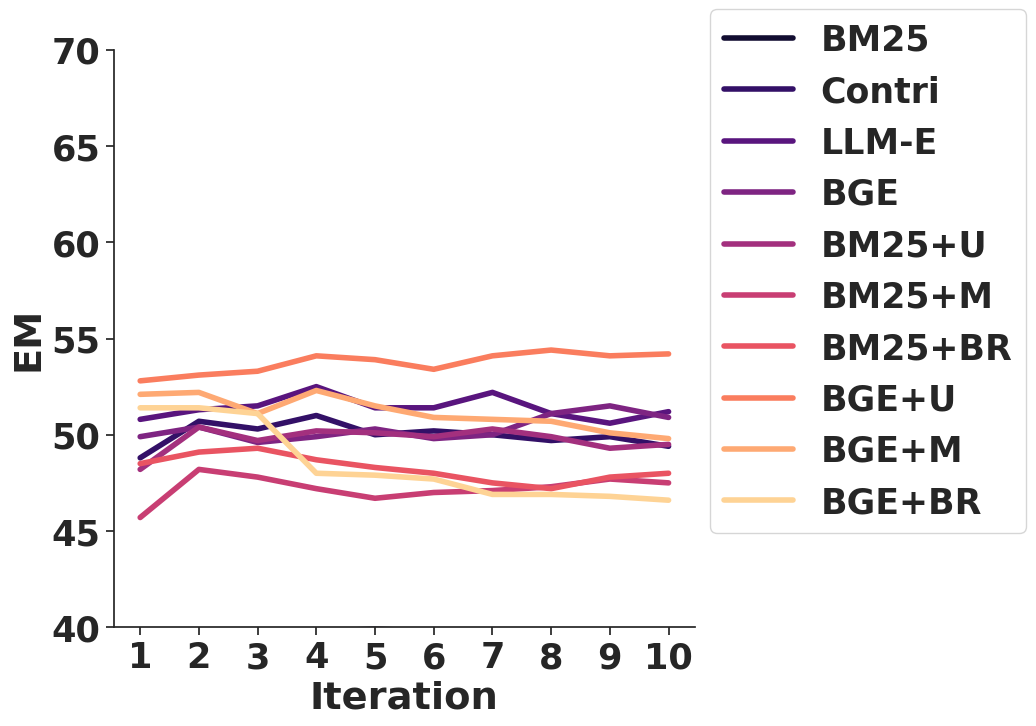 70
65
60
55
50
45
40
EM
1 2 3 4 5 6 7 8 9 10
Iteration
BM25
Contri
LLM-E
BGE
BM25+U
BM25+M
BM25+BR
BGE+U
BGE+M
BGE+BR